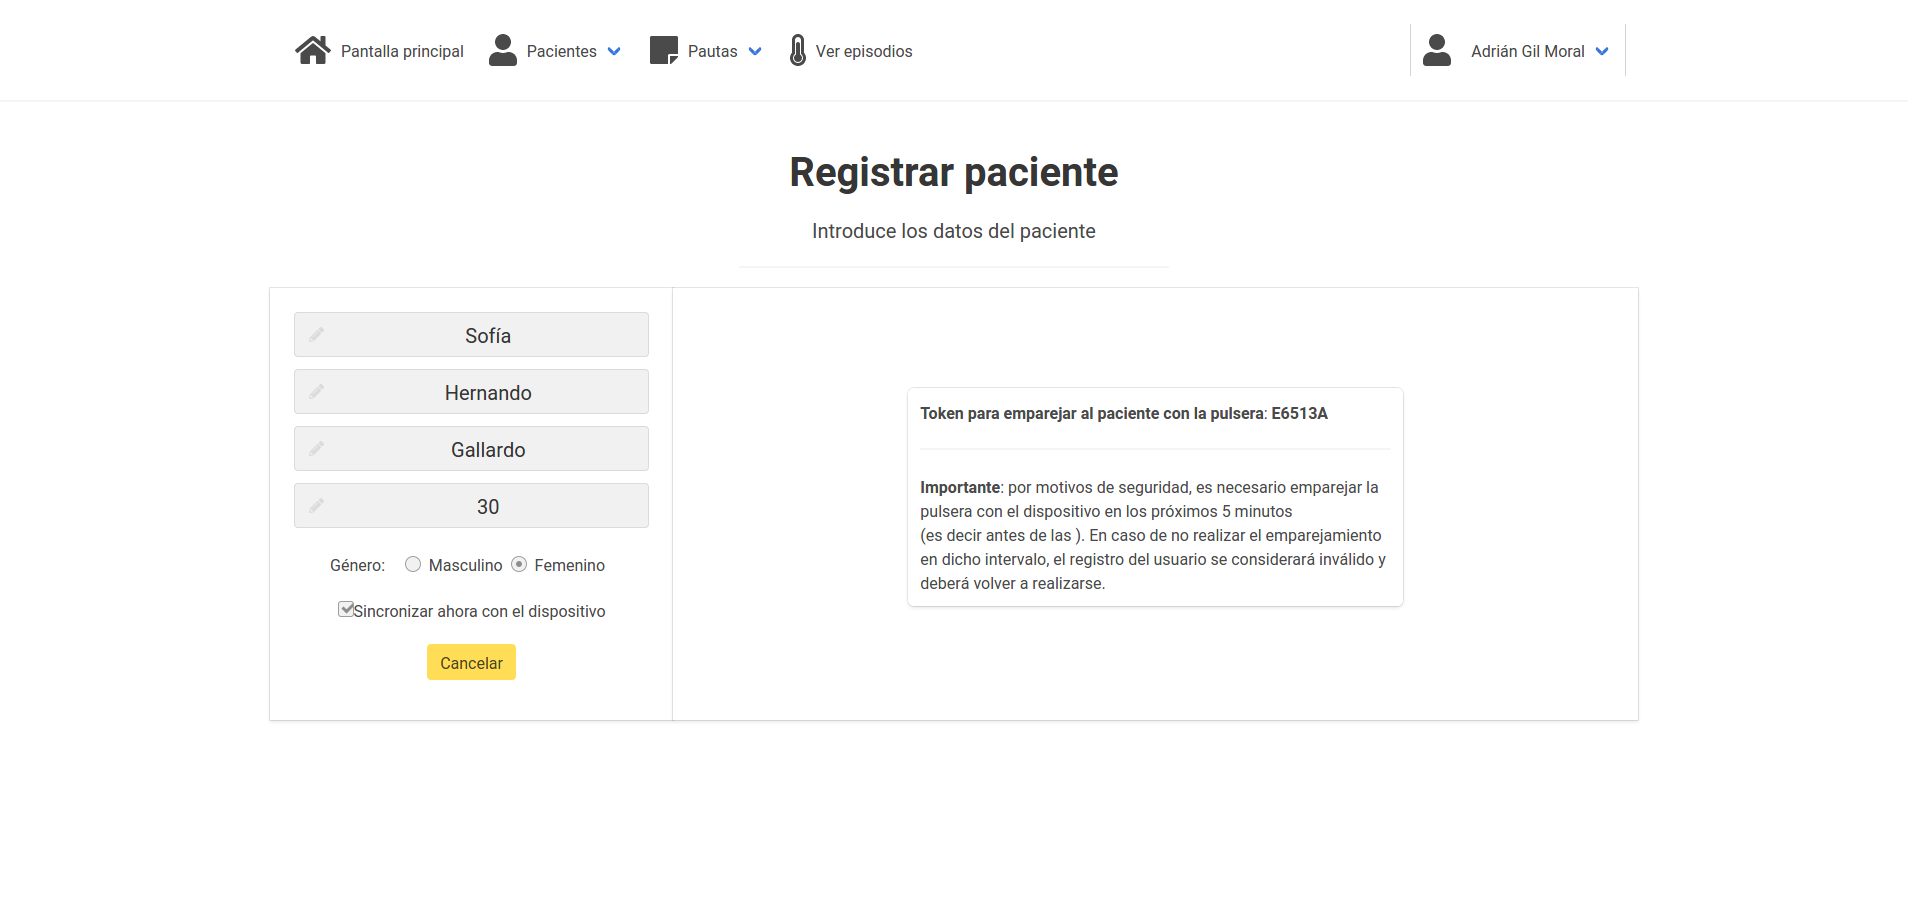 Pantalla principal Pacientes Pautas Ver episodios Adrián Gil Moral
Registrar paciente
Introduce los datos del paciente
Sofía
Hernando
Gallardo
30
Género: Masculino Femenino
Sincronizar ahora con el dispositivo
Cancelar
Token para emparejar al paciente con la pulsera: E6513A
Importante: por motivos de seguridad, es necesario emparejar la
pulsera con el dispositivo en los próximos 5 minutos
(es decir antes de las ). En caso de no realizar el emparejamiento
en dicho intervalo, el registro del usuario se considerará inválido y
deberá volver a realizarse.